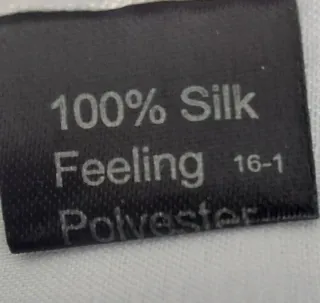 100% Silk
Feeling 16-1
Polyester